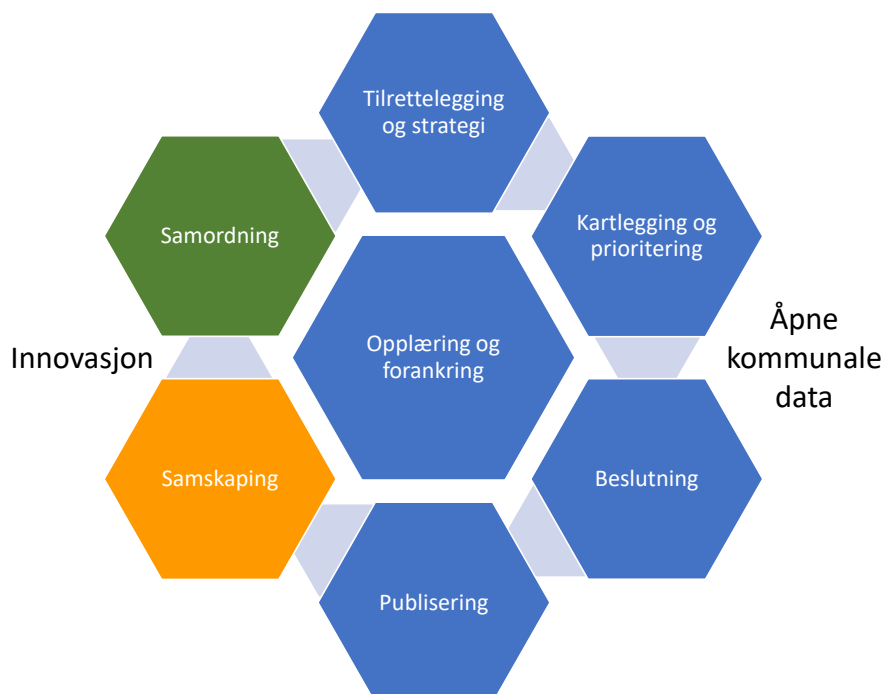 Tilrettelegging
og strategi
Samordning
Kartlegging og
prioritering
Innovasjon
Opplæring og
forankring
Åpne
kommunale
data
Samskaping
Beslutning
Publisering